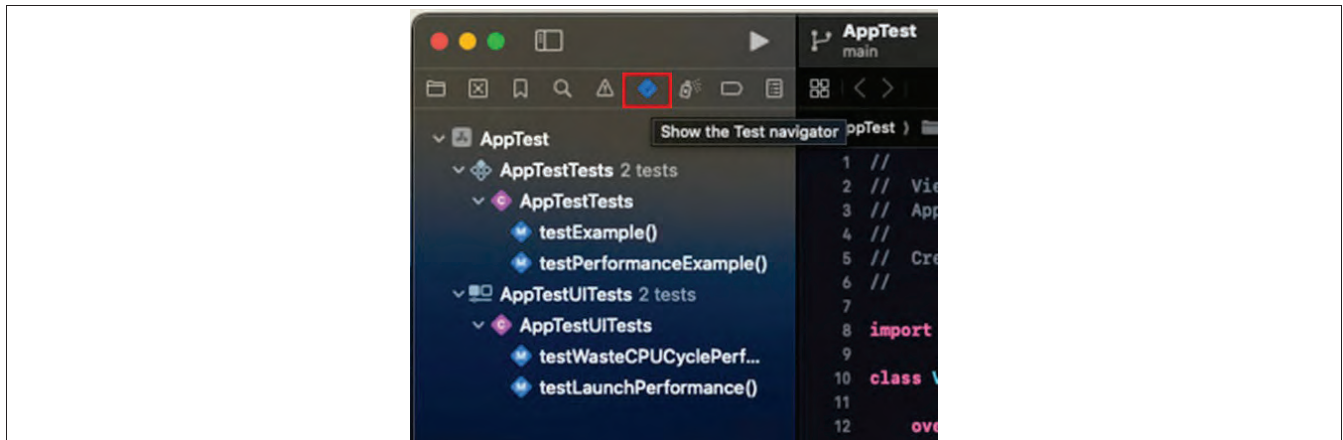 AppTest
main
Show the Test navigator
AppTest
AppTestTests 2 tests
AppTestTests
testExample()
testPerformanceExample()
AppTestUITests 2 tests
AppTestUITests
testWasteCPUCyclePerf...
testLaunchPerformance()
ppTest
1 //
2 // Vie
3 // App
4 //
5 // Cre
6 //
7
8 import
9
10 class V
11
12 ove